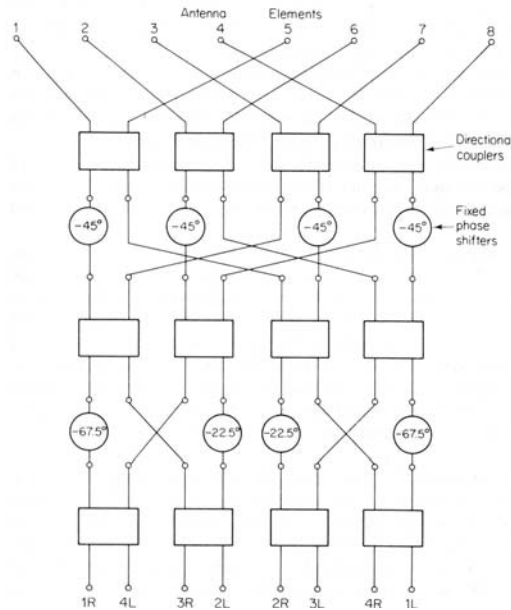 Antenna Elements
1 2 3 4 5 6 7 8
Directional
couplers
-45° -45° -45° -45°
Fixed
phase
shifters
-67.5° -22.5° -22.5° -67.5°
1R 4L 3R 2L 2R 3L 4R 1L